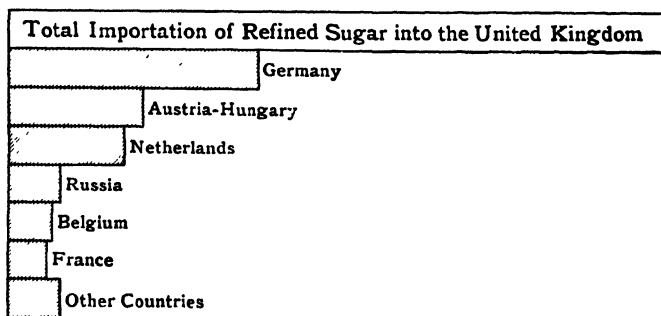 Total Importation of Refined Sugar into the United Kingdom
Germany
Austria-Hungary
Netherlands
Russia
Belgium
France
Other Countries